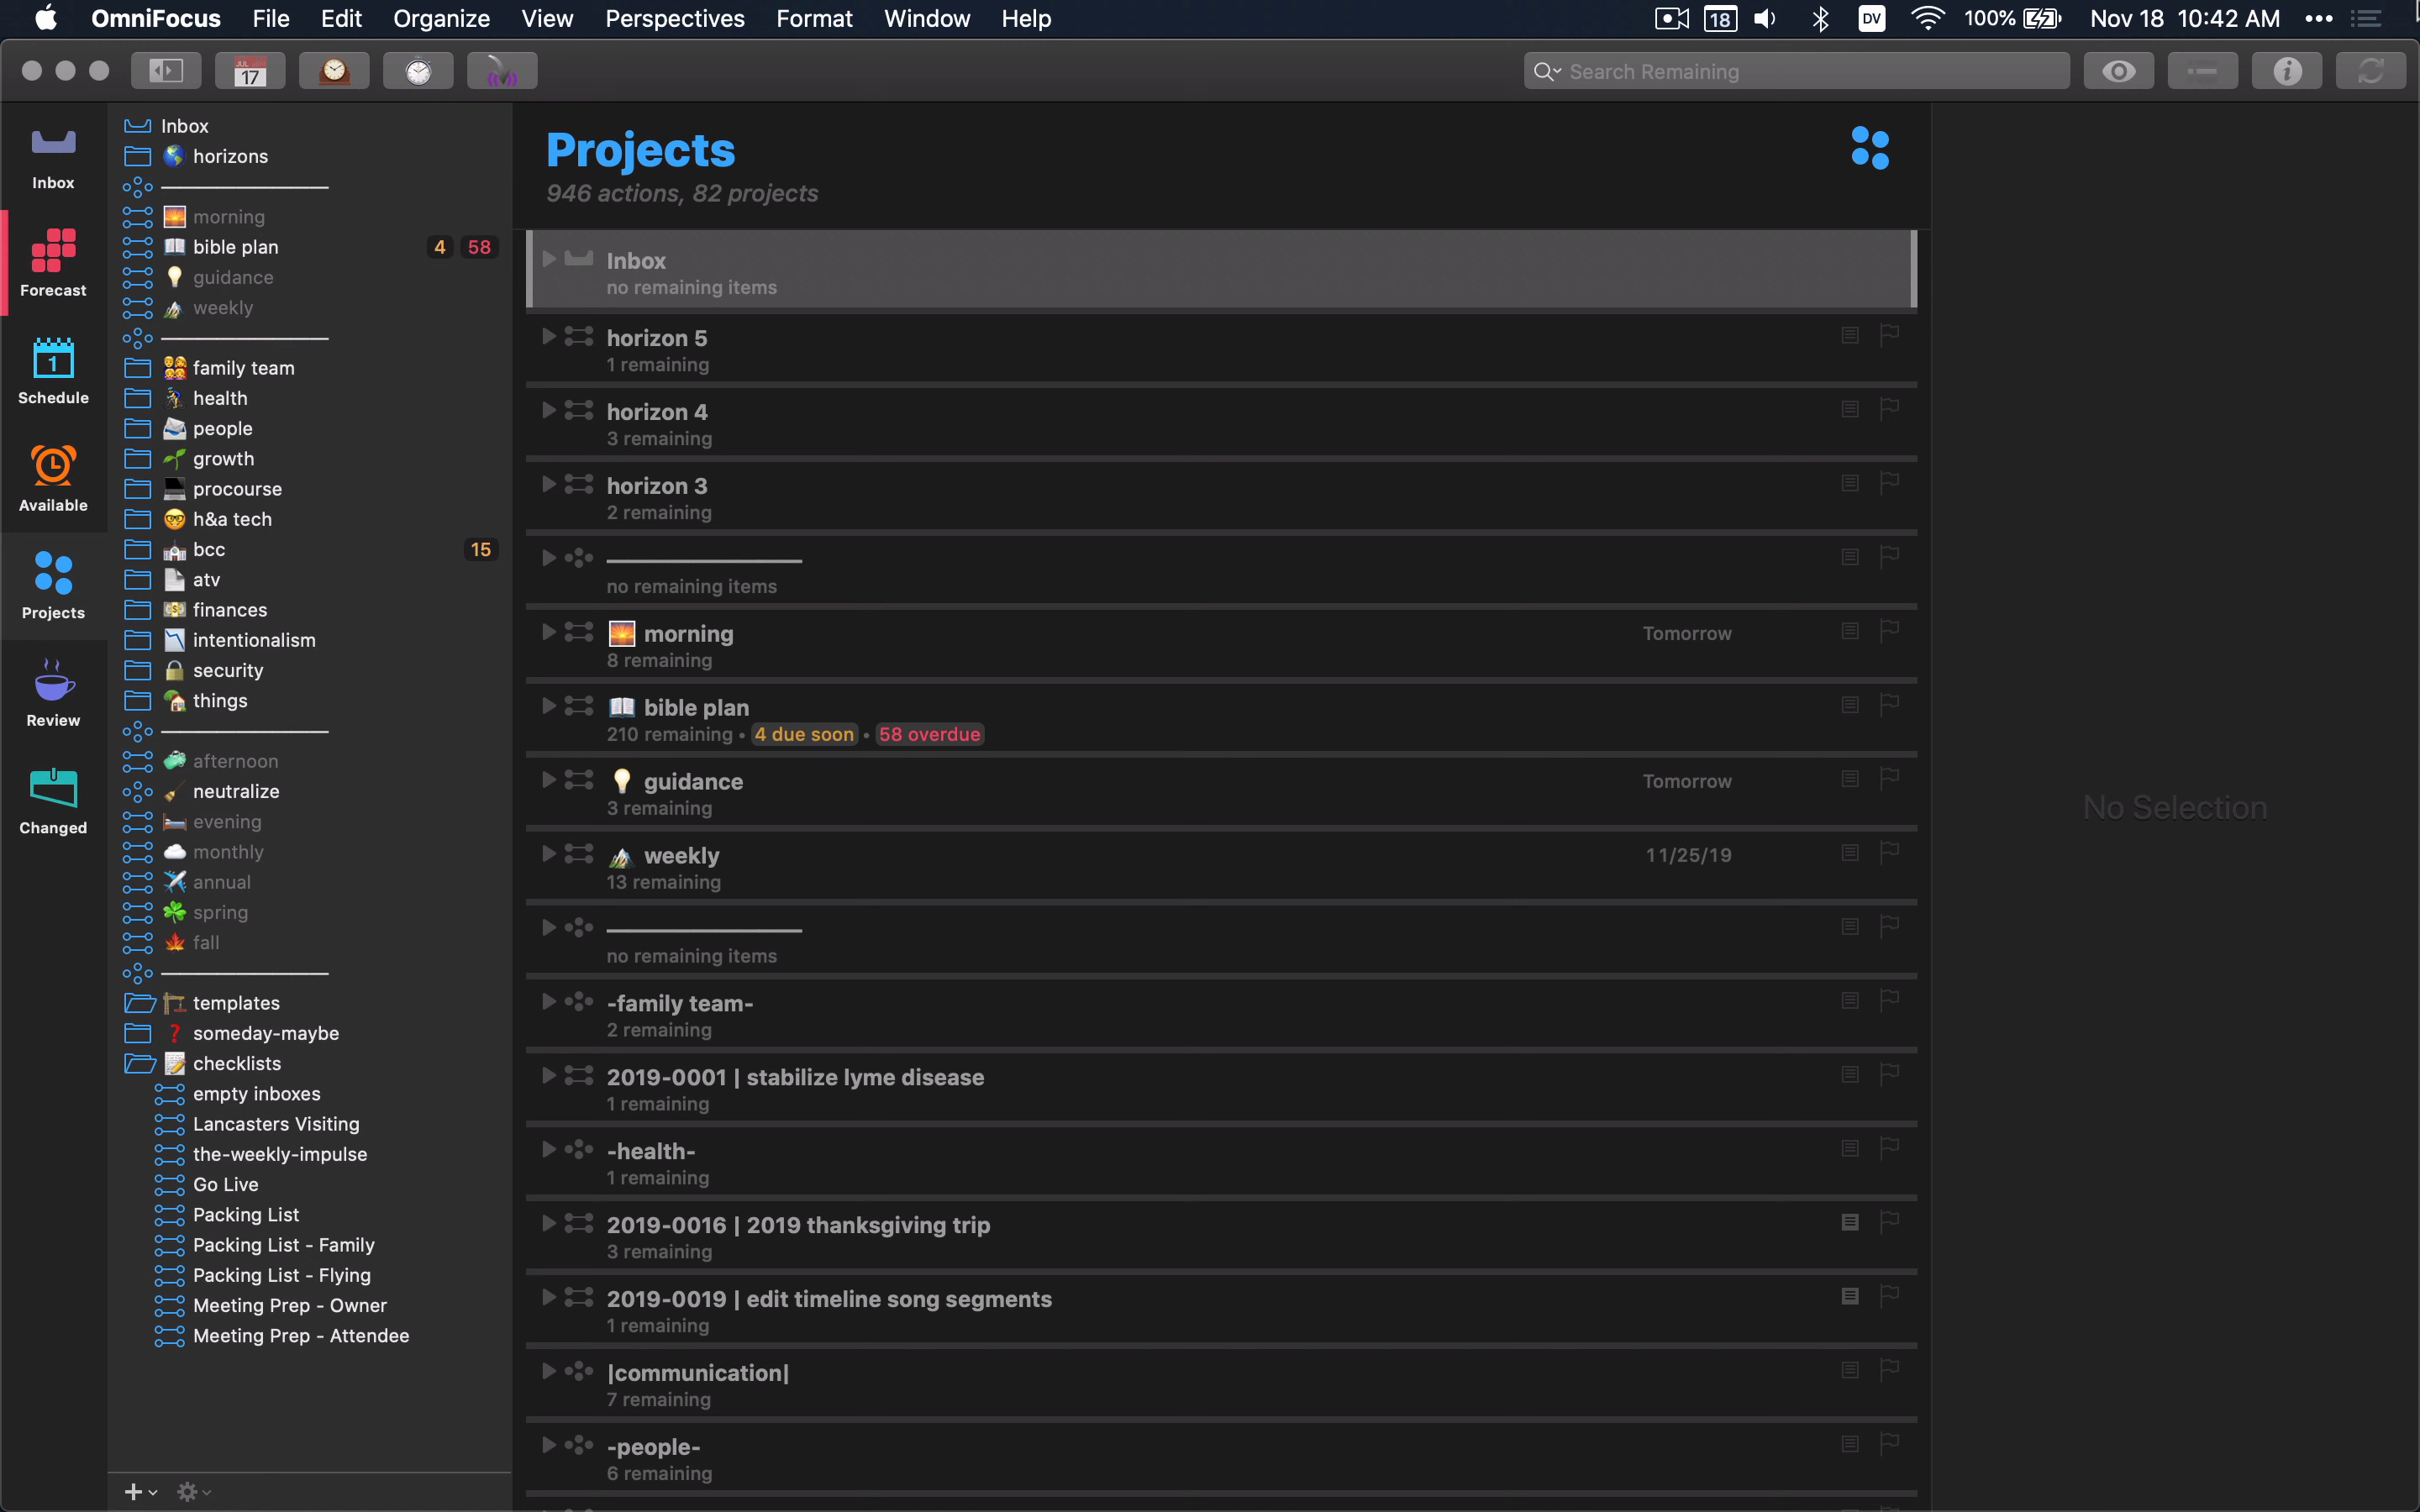 OmniFocus File Edit Organize View Perspectives Format Window Help 18 DV 100% Nov 18 10:42 AM
JUL 17 Search Remaining
Inbox
Forecast
1
Schedule
Available
Projects
Review
Changed
Inbox
horizons
morning
bible plan 4 58
guidance
weekly
family team
health
people
growth
procourse
h&a tech
bcc 15
atv
finances
intentionalism
security
things
afternoon
neutralize
evening
monthly
annual
spring
fall
templates
someday-maybe
checklists
empty inboxes
Lancasters Visiting
the-weekly-impulse
Go Live
Packing List
Packing List - Family
Packing List - Flying
Meeting Prep - Owner
Meeting Prep - Attendee
Projects
946 actions, 82 projects
Inbox
no remaining items
horizon 5
1 remaining
horizon 4
3 remaining
horizon 3
2 remaining
no remaining items
morning Tomorrow
8 remaining
bible plan
210 remaining • 4 due soon • 58 overdue
guidance Tomorrow
3 remaining
weekly 11/25/19
13 remaining
no remaining items
-family team-
2 remaining
2019-0001 | stabilize lyme disease
1 remaining
-health-
1 remaining
2019-0016 | 2019 thanksgiving trip
3 remaining
2019-0019 | edit timeline song segments
1 remaining
|communication|
7 remaining
-people-
6 remaining
No Selection